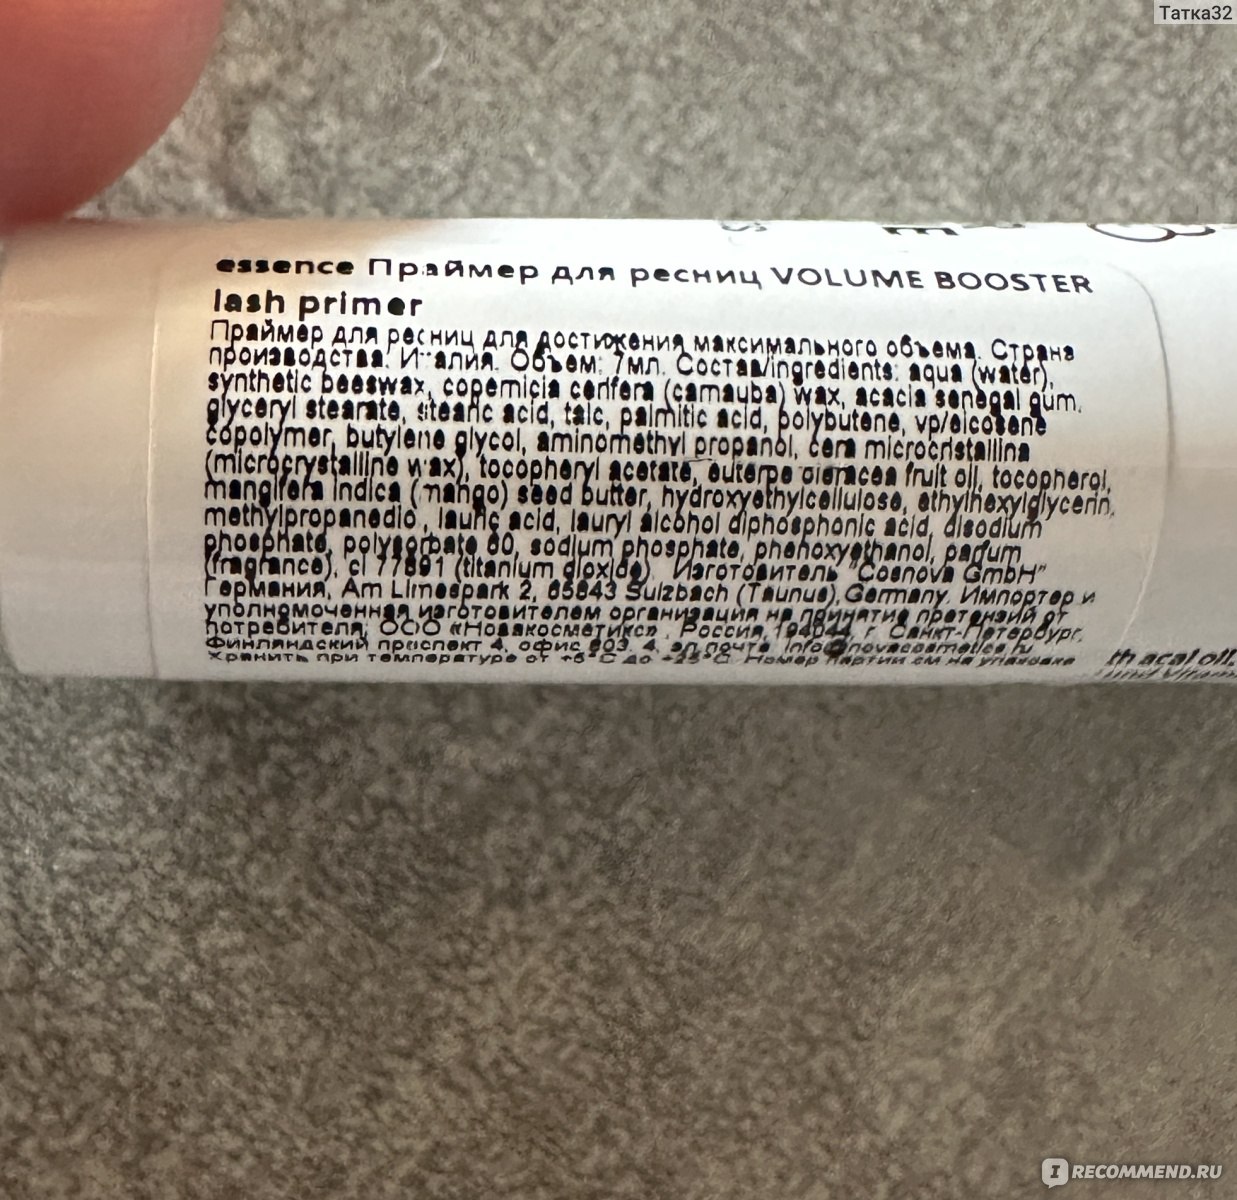 Татка32
essence Праймер для ресниц VOLUME BOOSTER
lash primer
Праймер для ресниц для достижения максимального объема. Страна
производства: Италия. Объем: 7мл. Состав/ingredients: aqua (water),
synthetic beeswax, copernicia cerifera (carnauba) wax, acacia senegal gum,
glyceryl stearate, stearic acid, talc, palmitic acid, polybutene, vp/eicosene
copolymer, butylene glycol, aminomethyl propanol, cera microcristallina
(microcrystalline wax), tocopheryl acetate, euterpe oleracea fruit oil, tocopherol,
mangifera indica (mango) seed butter, hydroxyethylcellulose, ethylhexylglycerin,
methylpropanediol, lauric acid, lauryl alcohol diphosphonic acid, disodium
phosphate, polysorbate 60, sodium phosphate, phenoxyethanol, parfum
(fragrance), ci 77891 (titanium dioxide). Изготовитель "Cosnova GmbH"
Германия, Am Limespark 2, 65843 Sulzbach (Taunus), Germany. Импортер и
уполномоченная изготовителем организация на принятие претензий от
потребителя: ООО «Новакосметикс», Россия, 194044, г. Санкт-Петербург,
Финляндский проспект 4, офис 803. 4, эл.почта info@novacosmetics.ru
Хранить при температуре от +5°C до +25°C. Номер партии см на упаковке
th acai oil.
IRECOMMEND.RU